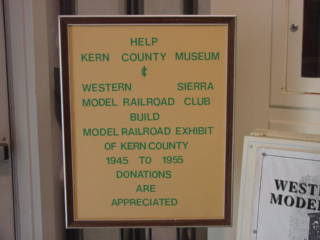 HELP
KERN COUNTY MUSEUM
¢
WESTERN SIERRA
MODEL RAILROAD CLUB
BUILD
MODEL RAILROAD EXHIBIT
OF KERN COUNTY
1945 TO 1955
DONATIONS
ARE
APPRECIATED
WEST
MODEL